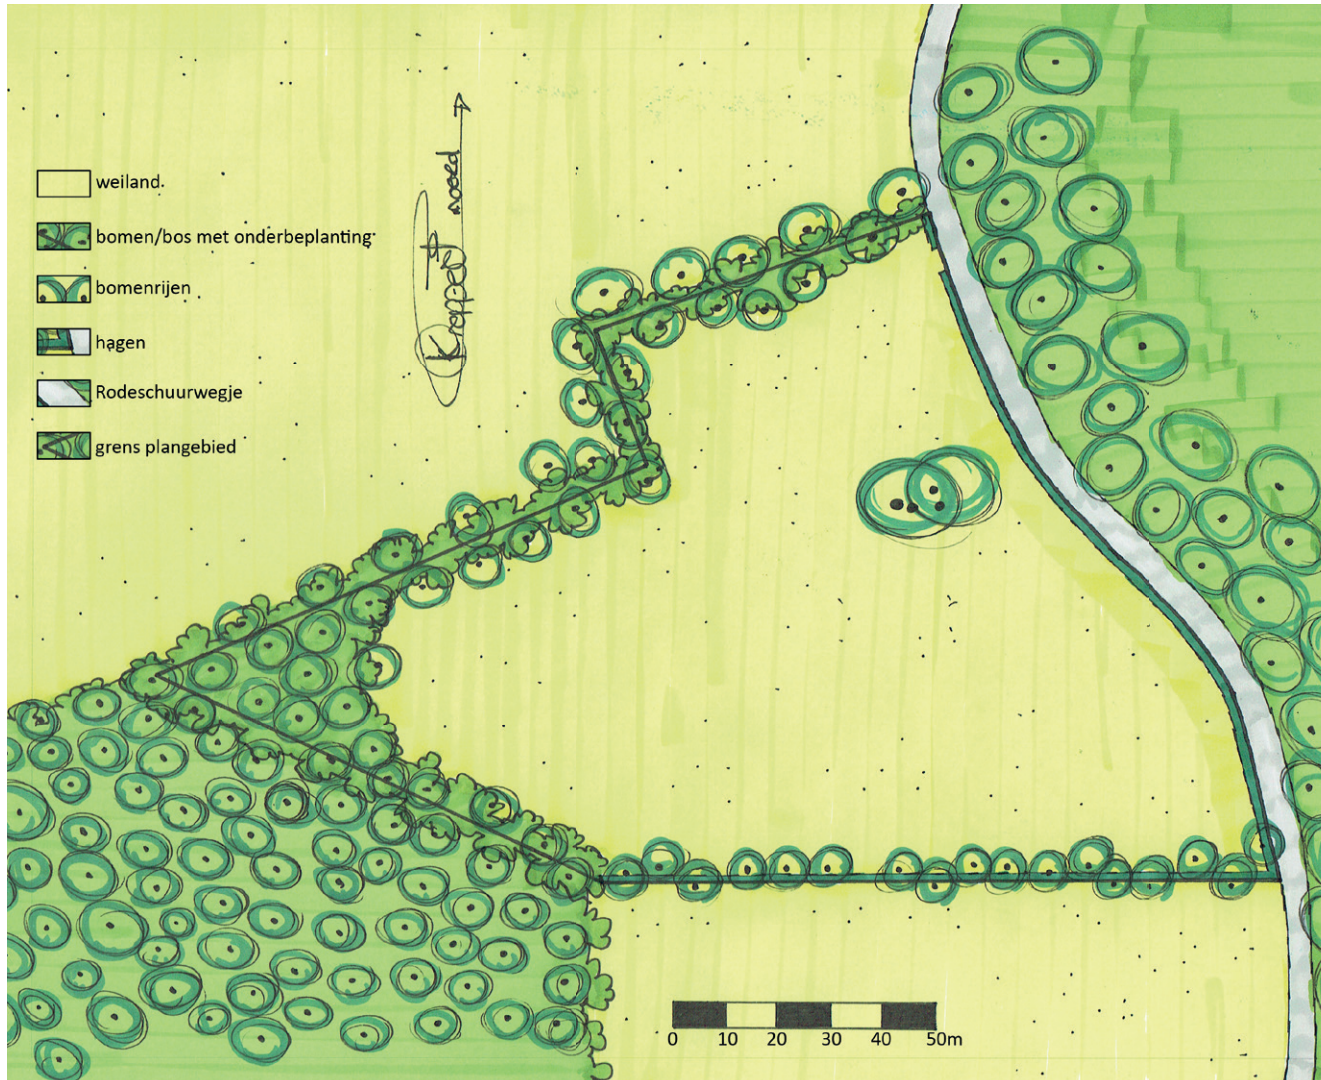 weiland
bomen/bos met onderbeplanting
bomenrijen
hagen
Rodeschuurwegje
grens plangebied
noord
0 10 20 30 40 50m